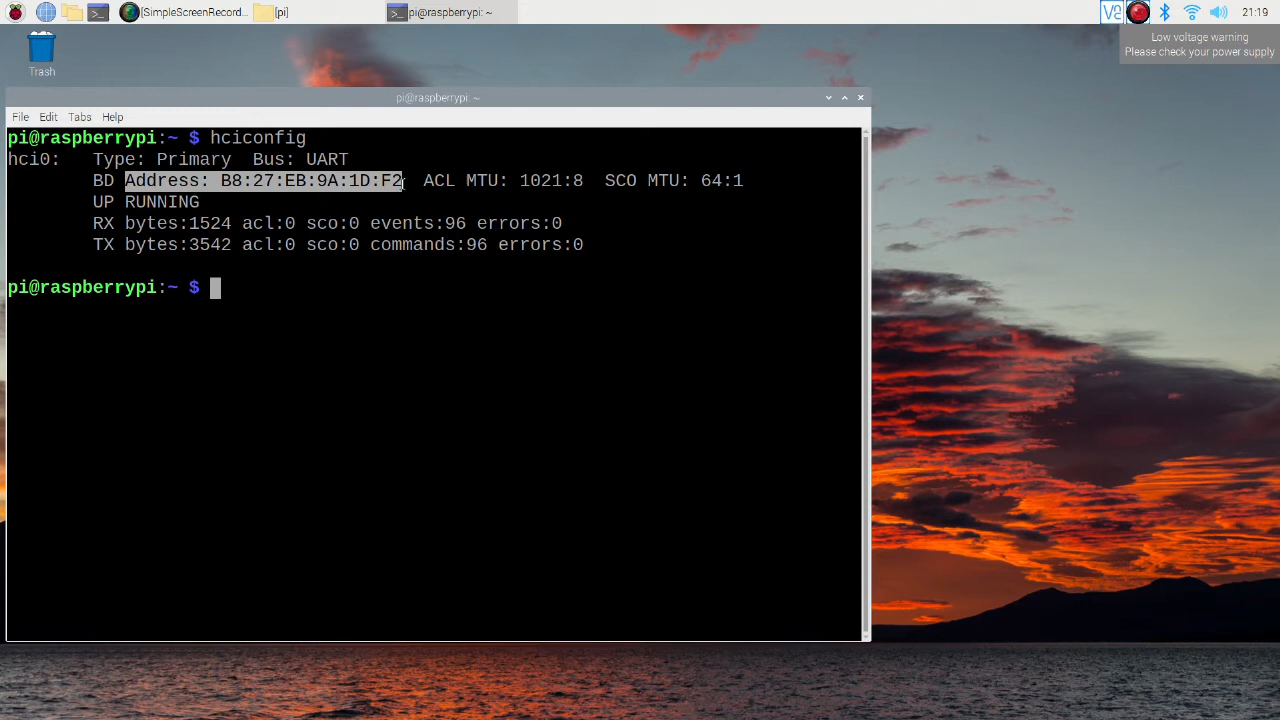 [SimpleScreenRecord...
[pi]
pi@raspberrypi: ~
V2
21:19
Low voltage warning
Please check your power supply
Trash
pi@raspberrypi: ~
File Edit Tabs Help
pi@raspberrypi:~ $ hciconfig
hci0: Type: Primary Bus: UART
BD Address: B8:27:EB:9A:1D:F2 ACL MTU: 1021:8 SCO MTU: 64:1
UP RUNNING
RX bytes:1524 acl:0 sco:0 events:96 errors:0
TX bytes:3542 acl:0 sco:0 commands:96 errors:0
pi@raspberrypi:~ $